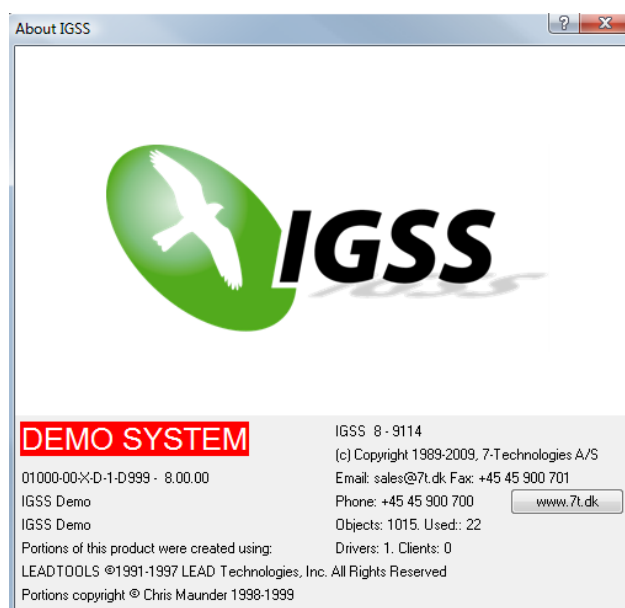 About IGSS
IGSS
DEMO SYSTEM
01000-00-X-D-1-D999 - 8.00.00
IGSS Demo
IGSS Demo
Portions of this product were created using:
LEADTOOLS ©1991-1997 LEAD Technologies, Inc. All Rights Reserved
Portions copyright © Chris Maunder 1998-1999
IGSS 8 - 9114
(c) Copyright 1989-2009, 7-Technologies A/S
Email: sales@7t.dk Fax: +45 45 900 701
Phone: +45 45 900 700
www.7t.dk
Objects: 1015. Used:: 22
Drivers: 1. Clients: 0